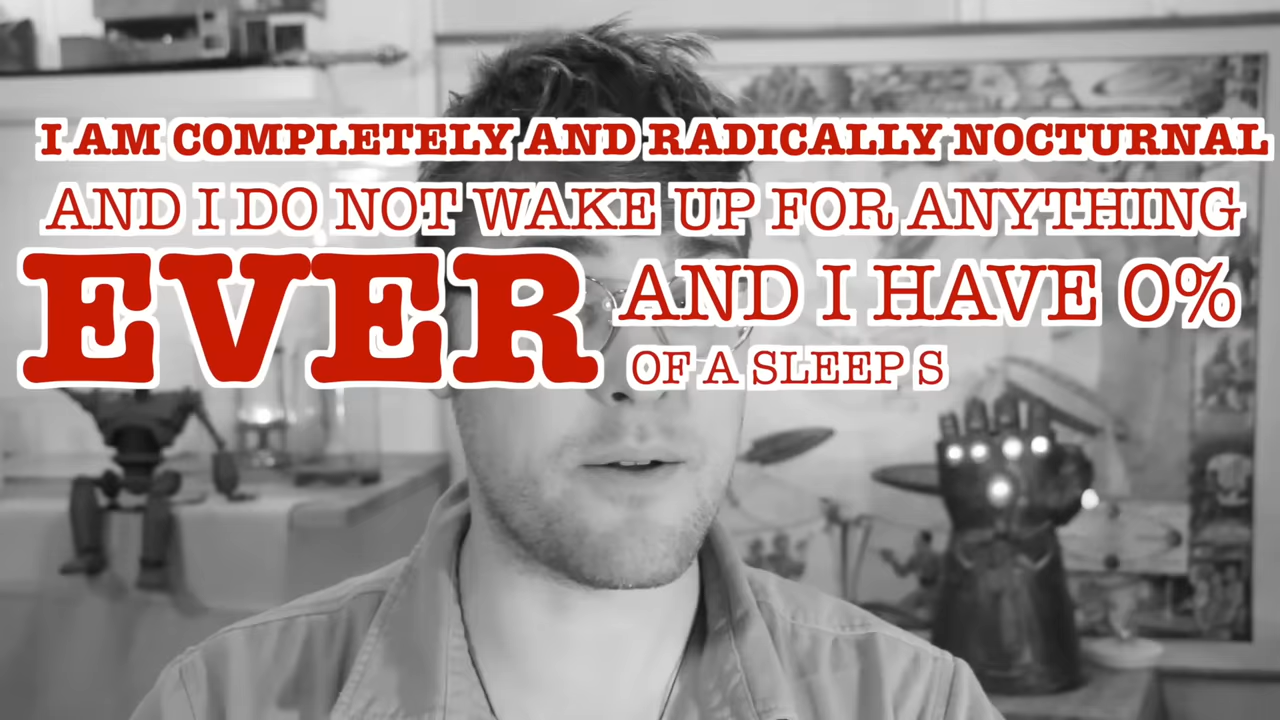 I AM COMPLETELY AND RADICALLY NOCTURNAL
AND I DO NOT WAKE UP FOR ANYTHING
EVER AND I HAVE 0%
OF A SLEEP S